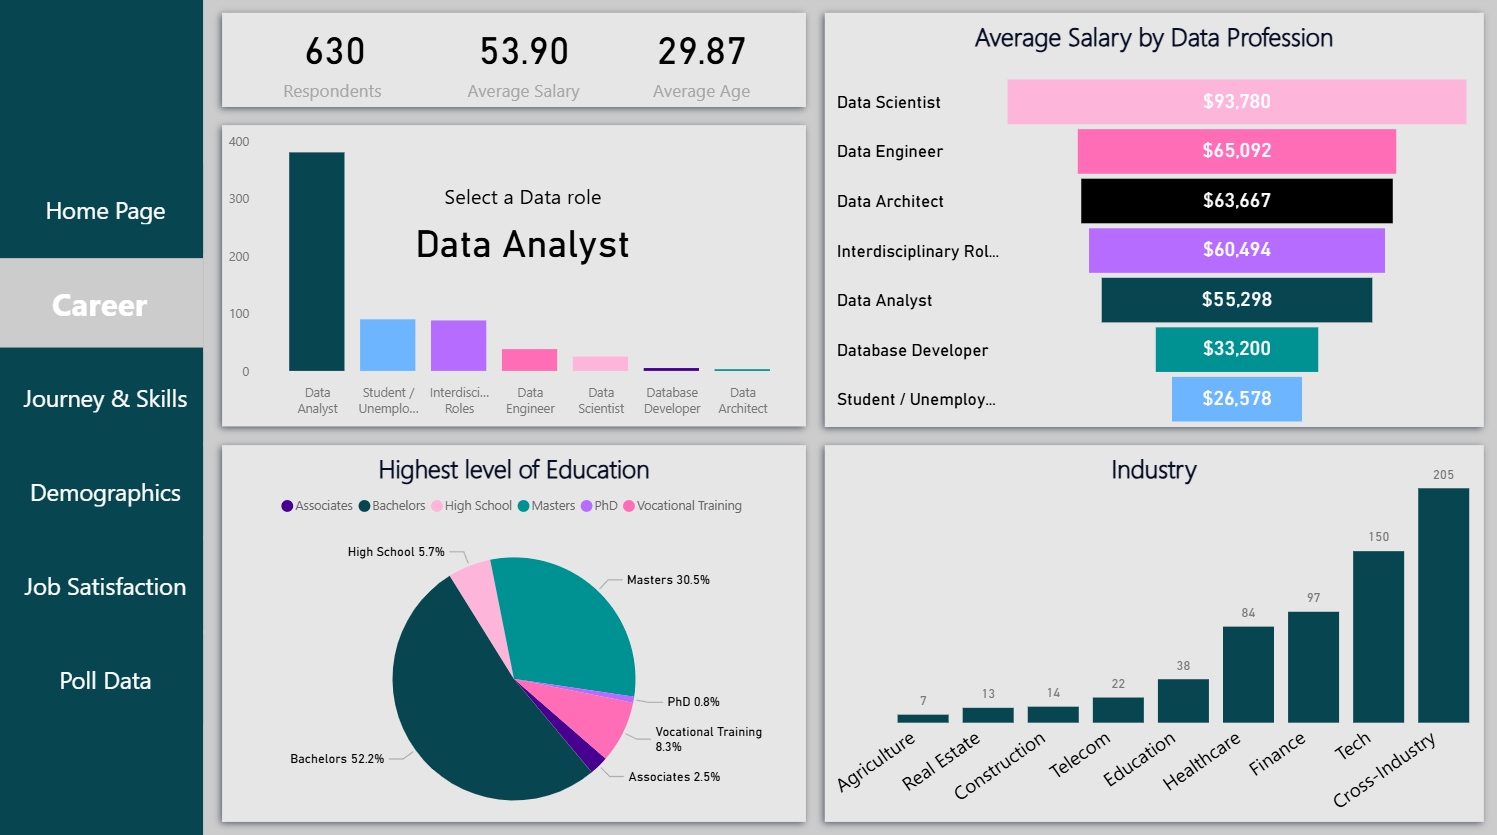 Home Page
Career
Journey & Skills
Demographics
Job Satisfaction
Poll Data
630
Respondents
53.90
Average Salary
29.87
Average Age
400
300
200
100
0
Select a Data role
Data Analyst
Data
Analyst
Student /
Unemplo...
Interdisci...
Roles
Data
Engineer
Data
Scientist
Database
Developer
Data
Architect
Average Salary by Data Profession
Data Scientist $93,780
Data Engineer $65,092
Data Architect $63,667
Interdisciplinary Rol... $60,494
Data Analyst $55,298
Database Developer $33,200
Student / Unemploy... $26,578
Highest level of Education
Associates Bachelors High School Masters PhD Vocational Training
High School 5.7%
Masters 30.5%
PhD 0.8%
Vocational Training
8.3%
Associates 2.5%
Bachelors 52.2%
Industry
7
13
14
22
38
84
97
150
205
Agriculture
Real Estate
Construction
Telecom
Education
Healthcare
Finance
Tech
Cross-Industry